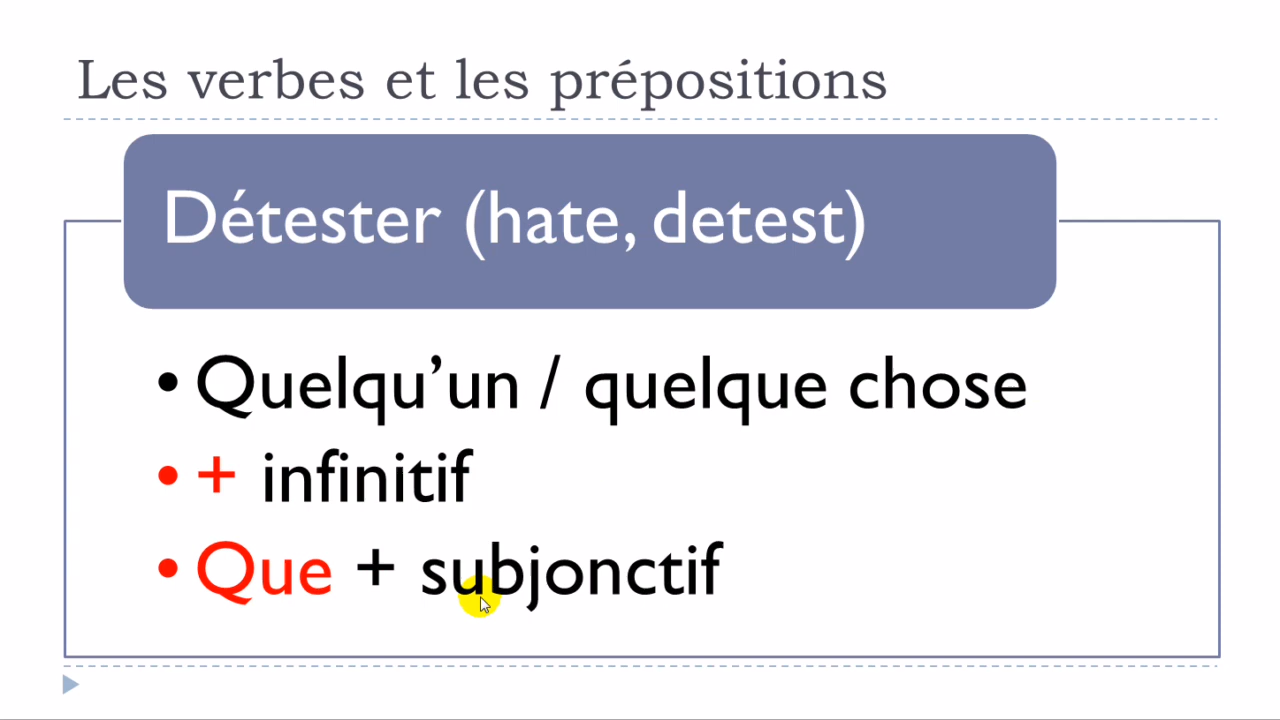 Les verbes et les prépositions
Détester (hate, detest)
• Quelqu’un / quelque chose
• + infinitif
• Que + subjonctif